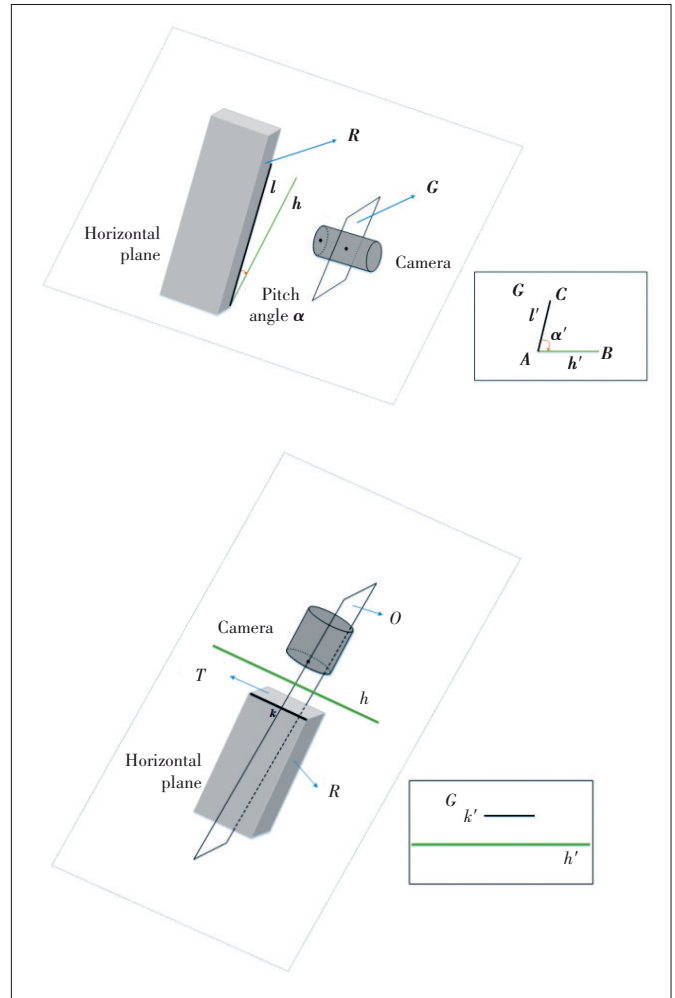 R
l
h
G
Horizontal
plane
Camera
Pitch
angle α
G
C
l′
α′
A
h′
B
Camera
O
T
h
k
Horizontal
plane
R
G
k′
h′